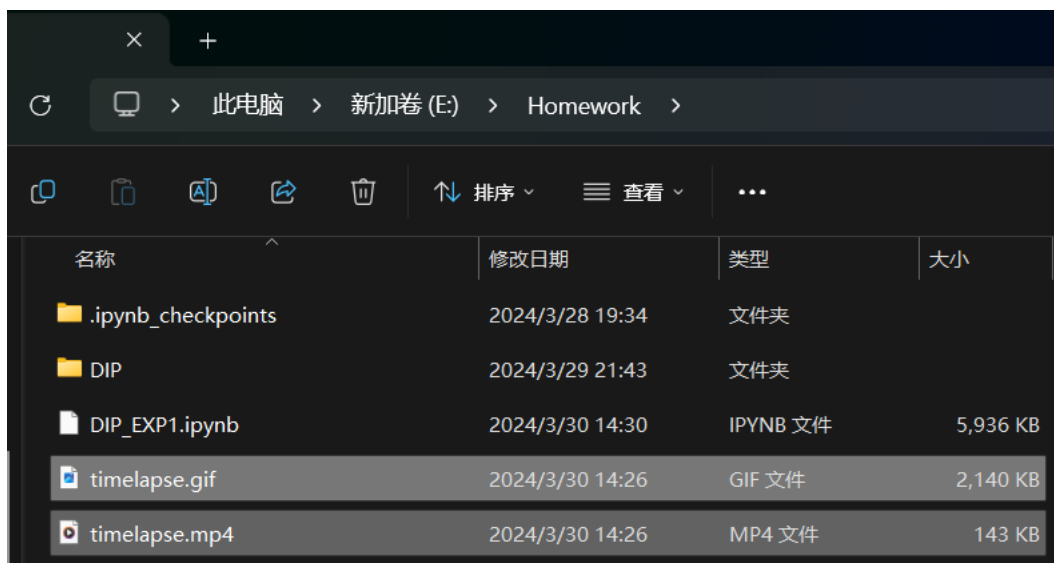 此电脑 > 新加卷 (E:) > Homework >
排序 查看 •••
名称 修改日期 类型 大小
.ipynb_checkpoints 2024/3/28 19:34 文件夹
DIP 2024/3/29 21:43 文件夹
DIP_EXP1.ipynb 2024/3/30 14:30 IPYNB 文件 5,936 KB
timelapse.gif 2024/3/30 14:26 GIF 文件 2,140 KB
timelapse.mp4 2024/3/30 14:26 MP4 文件 143 KB